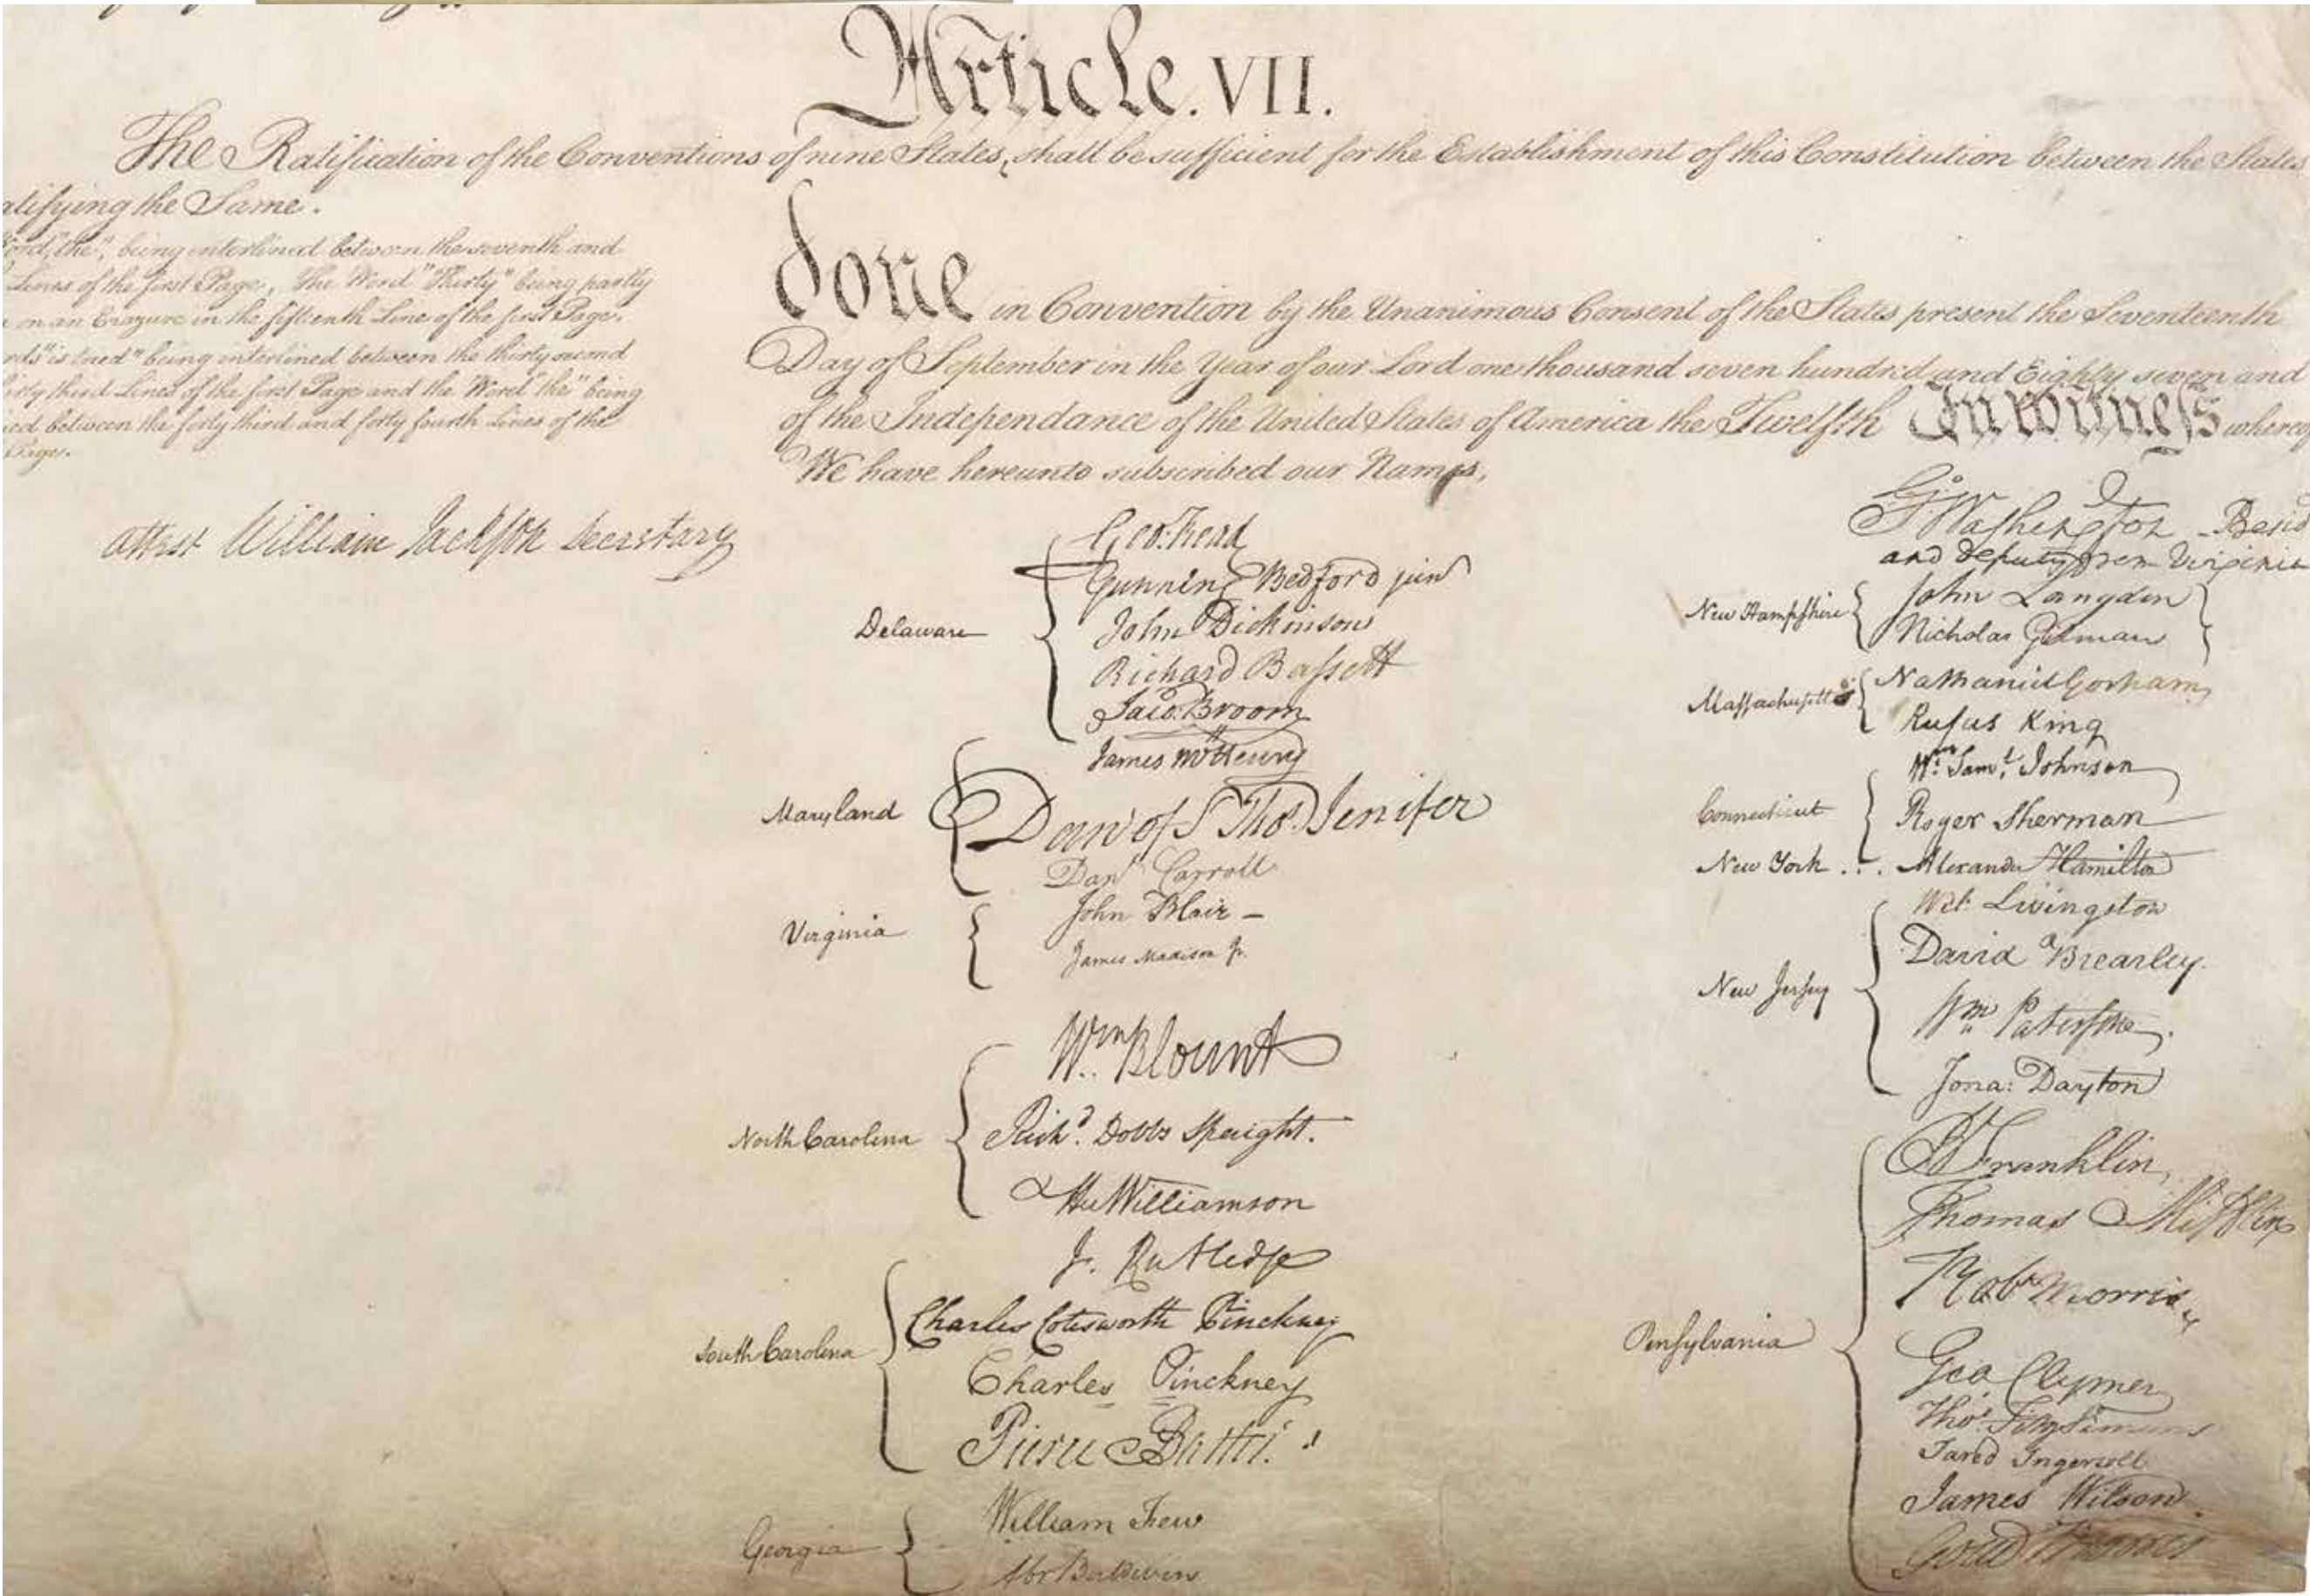 Article. VII.
The Ratification of the Conventions of nine States, shall be sufficient for the Establishment of this Constitution between the States
atifying the Same.
ord, "the", being interlined between the seventh and
Lines of the first Page, The Word "Thirty" being partly
on an Erazure in the fifteenth Line of the first Page.
rds "is tried" being interlined between the thirty second
irty third Lines of the first Page and the Word "the" being
ed between the forty third and forty fourth Lines of the
Page.
attest William Jackson Secretary
done in Convention by the Unanimous Consent of the States present the Seventeenth
Day of September in the Year of our Lord one thousand seven hundred and Eighty seven and
of the Independance of the United States of America the Twelfth In witness whereof
We have hereunto subscribed our Names,
Delaware
Geo: Read
Gunning Bedford jun
John Dickinson
Richard Bassett
Jaco: Broom
Maryland
James McHenry
Dan of St Thos. Jenifer
Danl Carroll
Virginia
John Blair —
James Madison Jr.
North Carolina
Wm Blount
Richd. Dobbs Spaight.
Hu Williamson
South Carolina
J. Rutledge
Charles Cotesworth Pinckney
Charles Pinckney
Pierce Butler.
Georgia
William Few
Abr Baldwin
Go Washington - Presid
and deputy from Virginia
New Hampshire
John Langdon
Nicholas Gilman
Massachusetts
Nathaniel Gorham
Rufus King
Connecticut
Wm. Saml. Johnson
Roger Sherman
New York . . . Alexander Hamilton
New Jersey
Wil: Livingston
David Brearley.
Wm Paterson.
Jona: Dayton
Pensylvania
B Franklin
Thomas Mifflin
Robt Morris
Geo. Clymer
Thos. FitzSimons
Jared Ingersoll
James Wilson
Gouv Morris